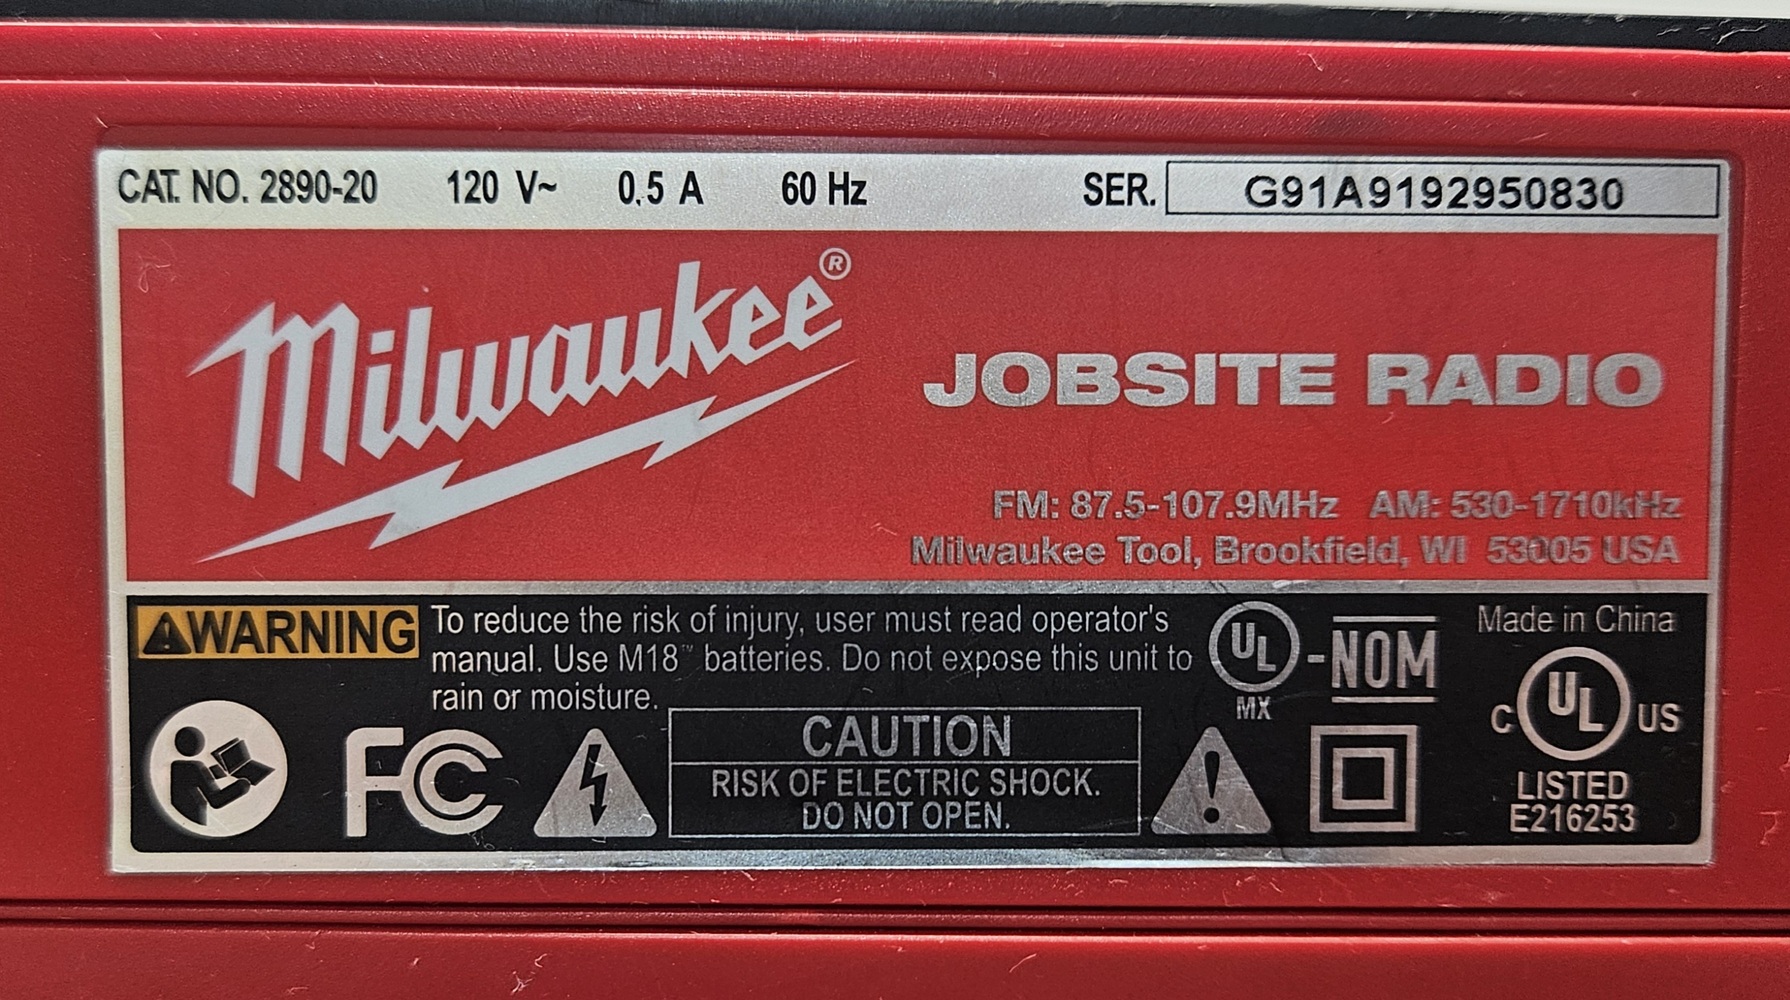 CAT. NO. 2890-20 120 V~ 0.5 A 60 Hz SER. G91A9192950830
Milwaukee®
JOBSITE RADIO
FM: 87.5-107.9MHz AM: 530-1710kHz
Milwaukee Tool, Brookfield, WI 53005 USA
WARNING To reduce the risk of injury, user must read operator's
manual. Use M18™ batteries. Do not expose this unit to
rain or moisture.
UL-NOM
MX
Made in China
C UL US
LISTED
E216253
FC
CAUTION
RISK OF ELECTRIC SHOCK.
DO NOT OPEN.